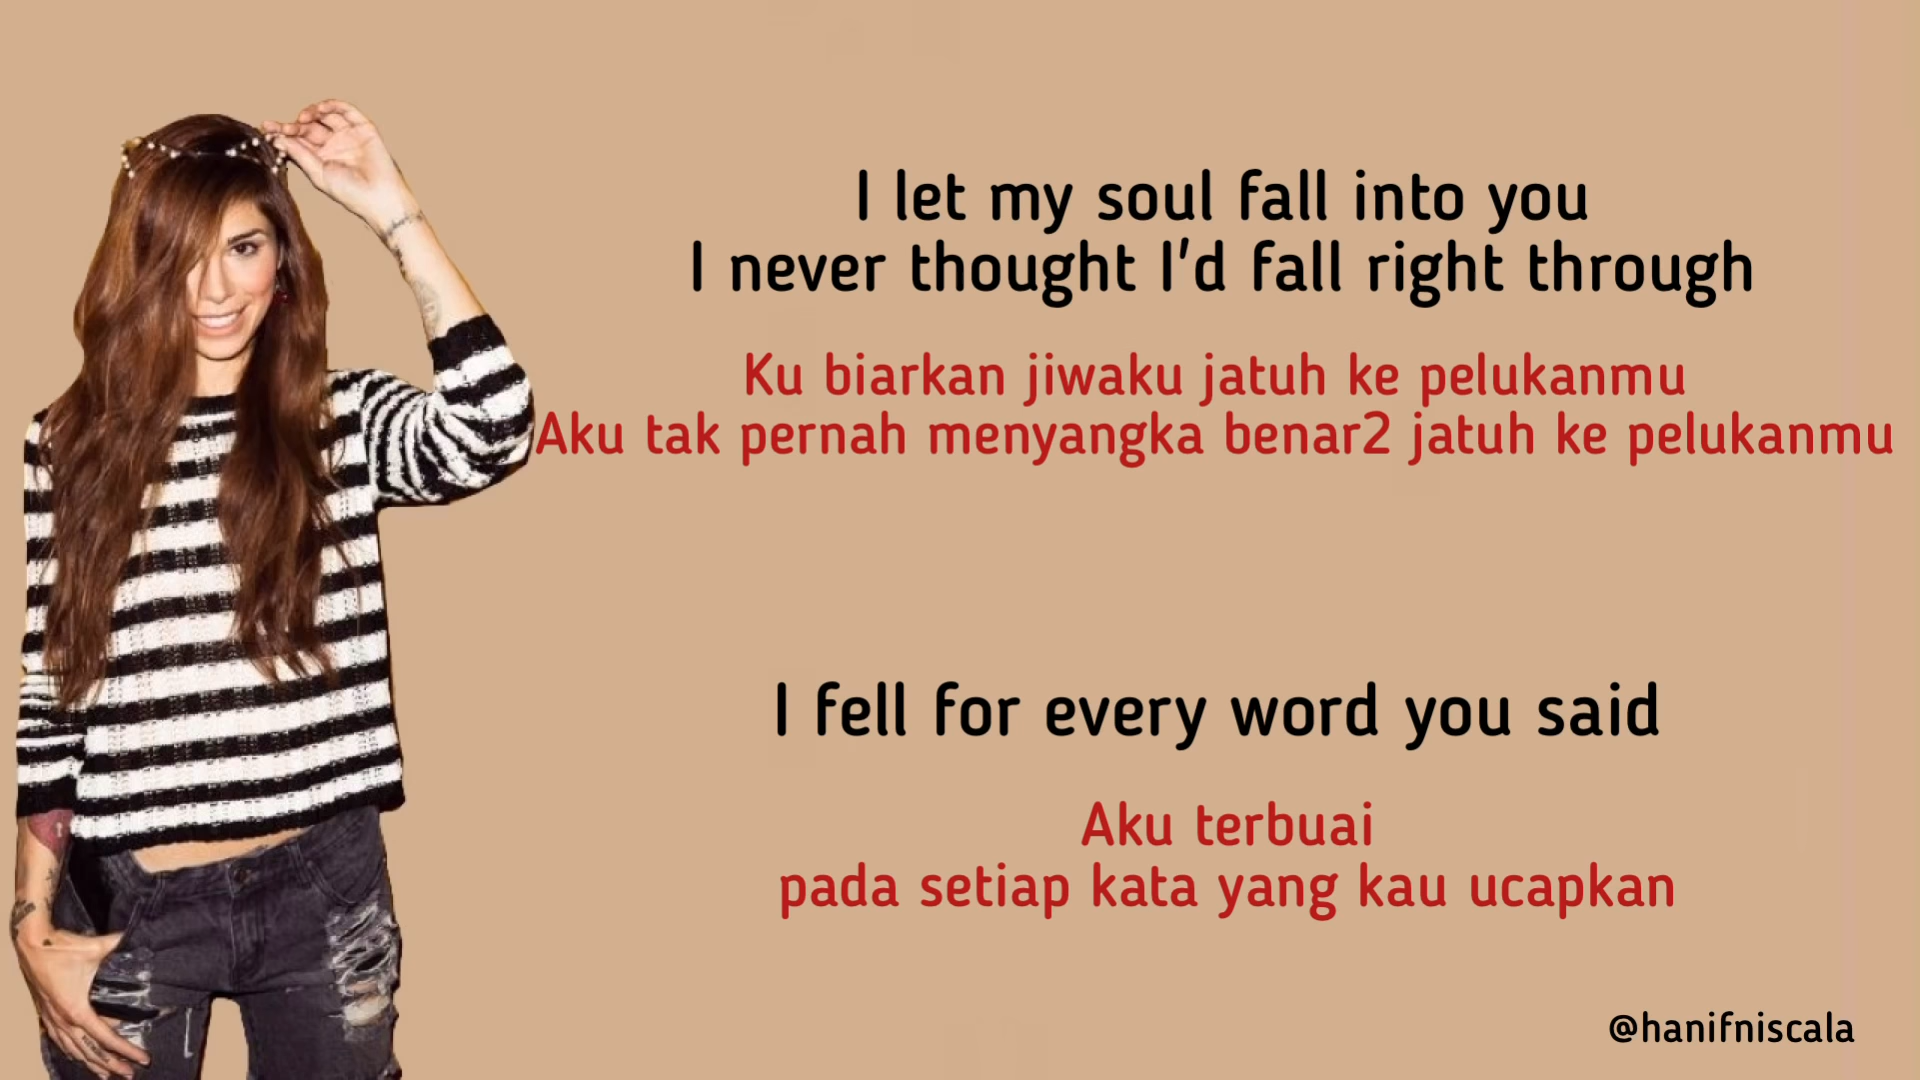 I let my soul fall into you
I never thought I'd fall right through
Ku biarkan jiwaku jatuh ke pelukanmu
Aku tak pernah menyangka benar2 jatuh ke pelukanmu
I fell for every word you said
Aku terbuai
pada setiap kata yang kau ucapkan
@hanifniscala